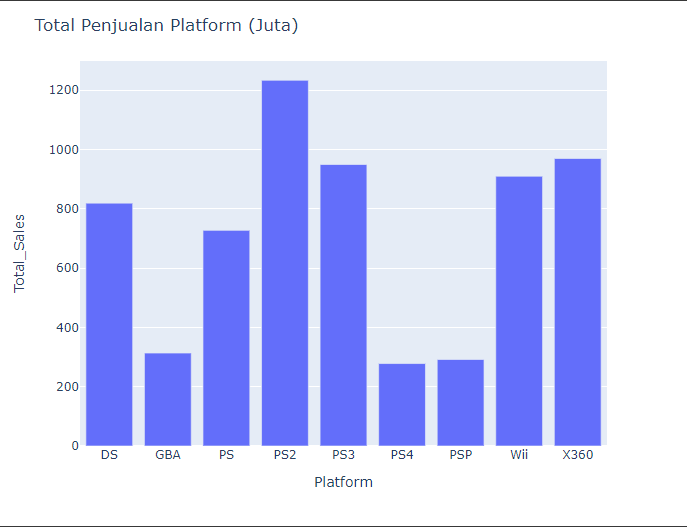 Total Penjualan Platform (Juta)
1200
1000
800
600
400
200
0
Total_Sales
DS GBA PS PS2 PS3 PS4 PSP Wii X360
Platform